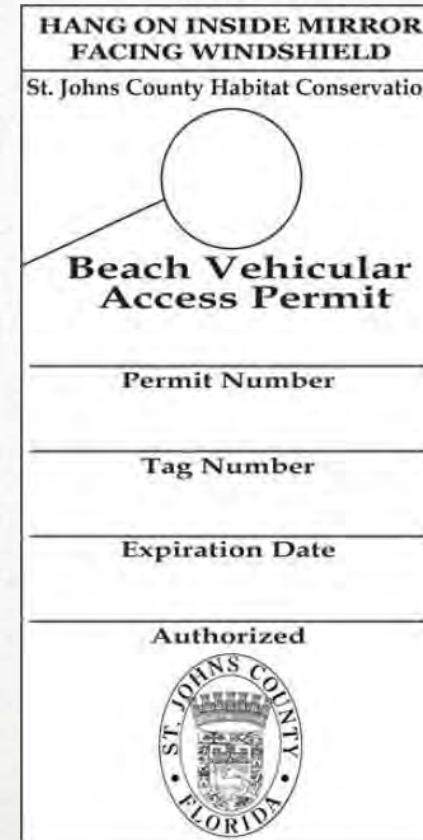 HANG ON INSIDE MIRROR
FACING WINDSHIELD
St. Johns County Habitat Conservatio
Beach Vehicular
Access Permit
Permit Number
Tag Number
Expiration Date
Authorized
ST. JOHNS COUNTY
• FLORIDA •